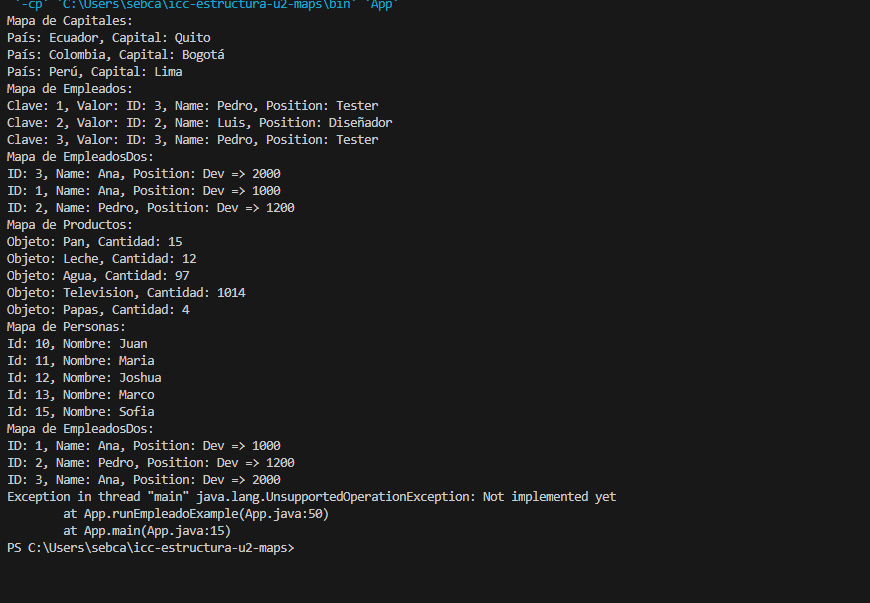 '-cp' 'C:\Users\sebca\icc-estructura-u2-maps\bin' 'App'
Mapa de Capitales:
País: Ecuador, Capital: Quito
País: Colombia, Capital: Bogotá
País: Perú, Capital: Lima
Mapa de Empleados:
Clave: 1, Valor: ID: 3, Name: Pedro, Position: Tester
Clave: 2, Valor: ID: 2, Name: Luis, Position: Diseñador
Clave: 3, Valor: ID: 3, Name: Pedro, Position: Tester
Mapa de EmpleadosDos:
ID: 3, Name: Ana, Position: Dev => 2000
ID: 1, Name: Ana, Position: Dev => 1000
ID: 2, Name: Pedro, Position: Dev => 1200
Mapa de Productos:
Objeto: Pan, Cantidad: 15
Objeto: Leche, Cantidad: 12
Objeto: Agua, Cantidad: 97
Objeto: Television, Cantidad: 1014
Objeto: Papas, Cantidad: 4
Mapa de Personas:
Id: 10, Nombre: Juan
Id: 11, Nombre: Maria
Id: 12, Nombre: Joshua
Id: 13, Nombre: Marco
Id: 15, Nombre: Sofia
Mapa de EmpleadosDos:
ID: 1, Name: Ana, Position: Dev => 1000
ID: 2, Name: Pedro, Position: Dev => 1200
ID: 3, Name: Ana, Position: Dev => 2000
Exception in thread "main" java.lang.UnsupportedOperationException: Not implemented yet
at App.runEmpleadoExample(App.java:50)
at App.main(App.java:15)
PS C:\Users\sebca\icc-estructura-u2-maps>